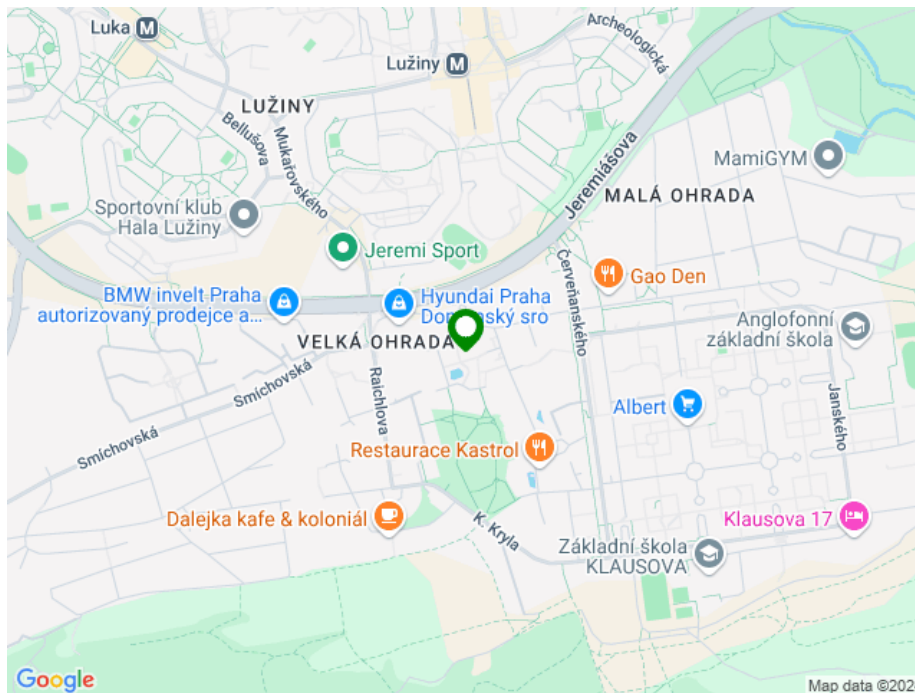 Luka M
Lužiny M
Archeologická
LUŽINY
Bellušova
Mukařovského
Jeremiášova
MamiGYM
MALÁ OHRADA
Sportovní klub
Hala Lužiny
Jeremi Sport
Červeňanského
Gao Den
BMW invelt Praha
autorizovaný prodejce a...
Hyundai Praha
sro
Anglofonní
základní škola
VELKÁ OHRADA
Smíchovská
Raichlova
Janského
Albert
Smíchovská
Restaurace Kastrol
Dalejka kafe & koloniál
K. Kryla
Klausova 17
Základní škola
KLAUSOVA
Google
Map data ©202